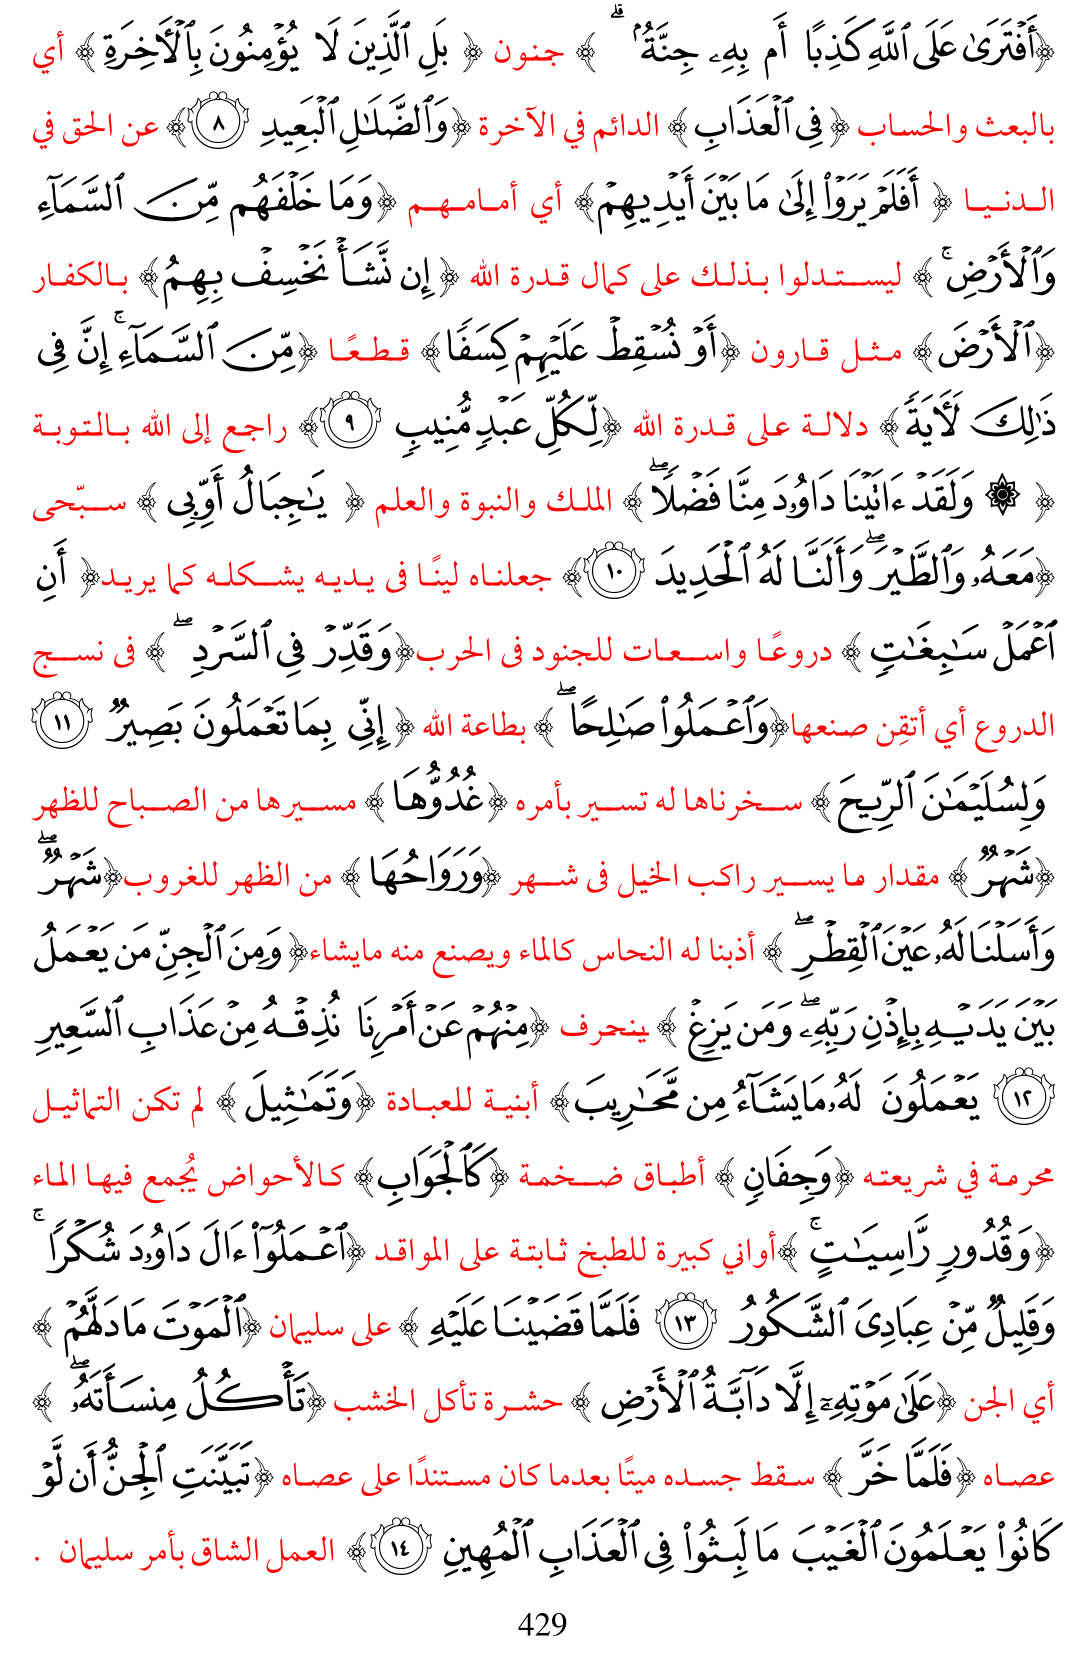 ﴿أَفْتَرَىٰ عَلَى ٱللَّهِ كَذِبًا أَم بِهِۦ جِنَّةُۢ ۗ ﴾ جنون ﴿ بَلِ ٱلَّذِينَ لَا يُؤْمِنُونَ بِٱلْأَخِرَةِ ﴾ أي
بالبعث والحساب ﴿ فِى ٱلْعَذَابِ ﴾ الدائم في الآخرة ﴿وَٱلضَّلَٰلِ ٱلْبَعِيدِ ٨﴾ عن الحق في
الدنيا ﴿ أَفَلَمْ يَرَوْا۟ إِلَىٰ مَا بَيْنَ أَيْدِيهِمْ﴾ أي أمامهم ﴿وَمَا خَلْفَهُم مِّنَ ٱلسَّمَآءِ
وَٱلْأَرْضِ ۚ ﴾ ليستدلوا بذلك على كمال قدرة الله ﴿إِن نَّشَأْ نَخْسِفْ بِهِمُ﴾ بالكفار
﴿ٱلْأَرْضَ﴾ مثل قارون ﴿أَوْ نُسْقِطْ عَلَيْهِمْ كِسَفًا﴾ قطعًا ﴿مِّنَ ٱلسَّمَآءِ ۚ إِنَّ فِى
ذَٰلِكَ لَأَيَةً﴾ دلالة على قدرة الله ﴿لِّكُلِّ عَبْدٍ مُّنِيبٍ ٩﴾ راجع إلى الله بالتوبة
﴿ ۞ وَلَقَدْ ءَاتَيْنَا دَاوُۥدَ مِنَّا فَضْلًا ۖ﴾ الملك والنبوة والعلم ﴿ يَٰجِبَالُ أَوِّبِى ﴾ سبّحى
﴿مَعَهُۥ وَٱلطَّيْرَ ۖ وَأَلَنَّا لَهُ ٱلْحَدِيدَ ١٠﴾ جعلناه لينًا فى يديه يشكله كما يريد﴿ أَنِ
ٱعْمَلْ سَٰبِغَٰتٍ ﴾ دروعًا واسعات للجنود فى الحرب﴿وَقَدِّرْ فِى ٱلسَّرْدِ ۖ ﴾ فى نسج
الدروع أي أتقِن صنعها﴿وَٱعْمَلُوا۟ صَٰلِحًا ۖ ﴾ بطاعة الله ﴿ إِنِّى بِمَا تَعْمَلُونَ بَصِيرٌ ١١
وَلِسُلَيْمَٰنَ ٱلرِّيحَ ﴾ سخرناها له تسير بأمره ﴿غُدُوُّهَا﴾ مسيرها من الصباح للظهر
﴿شَهْرٌ ﴾ مقدار ما يسير راكب الخيل فى شهر ﴿وَرَوَاحُهَا ﴾ من الظهر للغروب﴿شَهْرٌ ۖ
وَأَسَلْنَا لَهُۥ عَيْنَ ٱلْقِطْرِ ۖ ﴾ أذبنا له النحاس كالماء ويصنع منه مايشاء﴿وَمِنَ ٱلْجِنِّ مَن يَعْمَلُ
بَيْنَ يَدَيْهِ بِإِذْنِ رَبِّهِۦ ۖ وَمَن يَزِغْ ﴾ ينحرف ﴿مِنْهُمْ عَنْ أَمْرِنَا نُذِقْهُ مِنْ عَذَابِ ٱلسَّعِيرِ
١٢ يَعْمَلُونَ لَهُۥ مَا يَشَآءُ مِن مَّحَٰرِيبَ﴾ أبنية للعبادة ﴿وَتَمَٰثِيلَ ﴾ لم تكن التماثيل
محرمة في شريعته ﴿وَجِفَانٍ ﴾ أطباق ضخمة ﴿كَٱلْجَوَابِ﴾ كالأحواض يُجمع فيها الماء
﴿وَقُدُورٍ رَّاسِيَٰتٍ ۚ ﴾أواني كبيرة للطبخ ثابتة على المواقد ﴿ٱعْمَلُوٓا۟ ءَالَ دَاوُۥدَ شُكْرًا ۚ
وَقَلِيلٌ مِّنْ عِبَادِىَ ٱلشَّكُورُ ١٣ فَلَمَّا قَضَيْنَا عَلَيْهِ ﴾ على سليمان ﴿ٱلْمَوْتَ مَا دَلَّهُمْ ﴾
أي الجن ﴿عَلَىٰ مَوْتِهِۦٓ إِلَّا دَآبَّةُ ٱلْأَرْضِ ﴾ حشرة تأكل الخشب ﴿تَأْكُلُ مِنسَأَتَهُۥ ۖ ﴾
عصاه ﴿فَلَمَّا خَرَّ ﴾ سقط جسده ميتًا بعدما كان مستندًا على عصاه ﴿تَبَيَّنَتِ ٱلْجِنُّ أَن لَّوْ
كَانُوا۟ يَعْلَمُونَ ٱلْغَيْبَ مَا لَبِثُوا۟ فِى ٱلْعَذَابِ ٱلْمُهِينِ ١٤﴾ العمل الشاق بأمر سليمان .
429